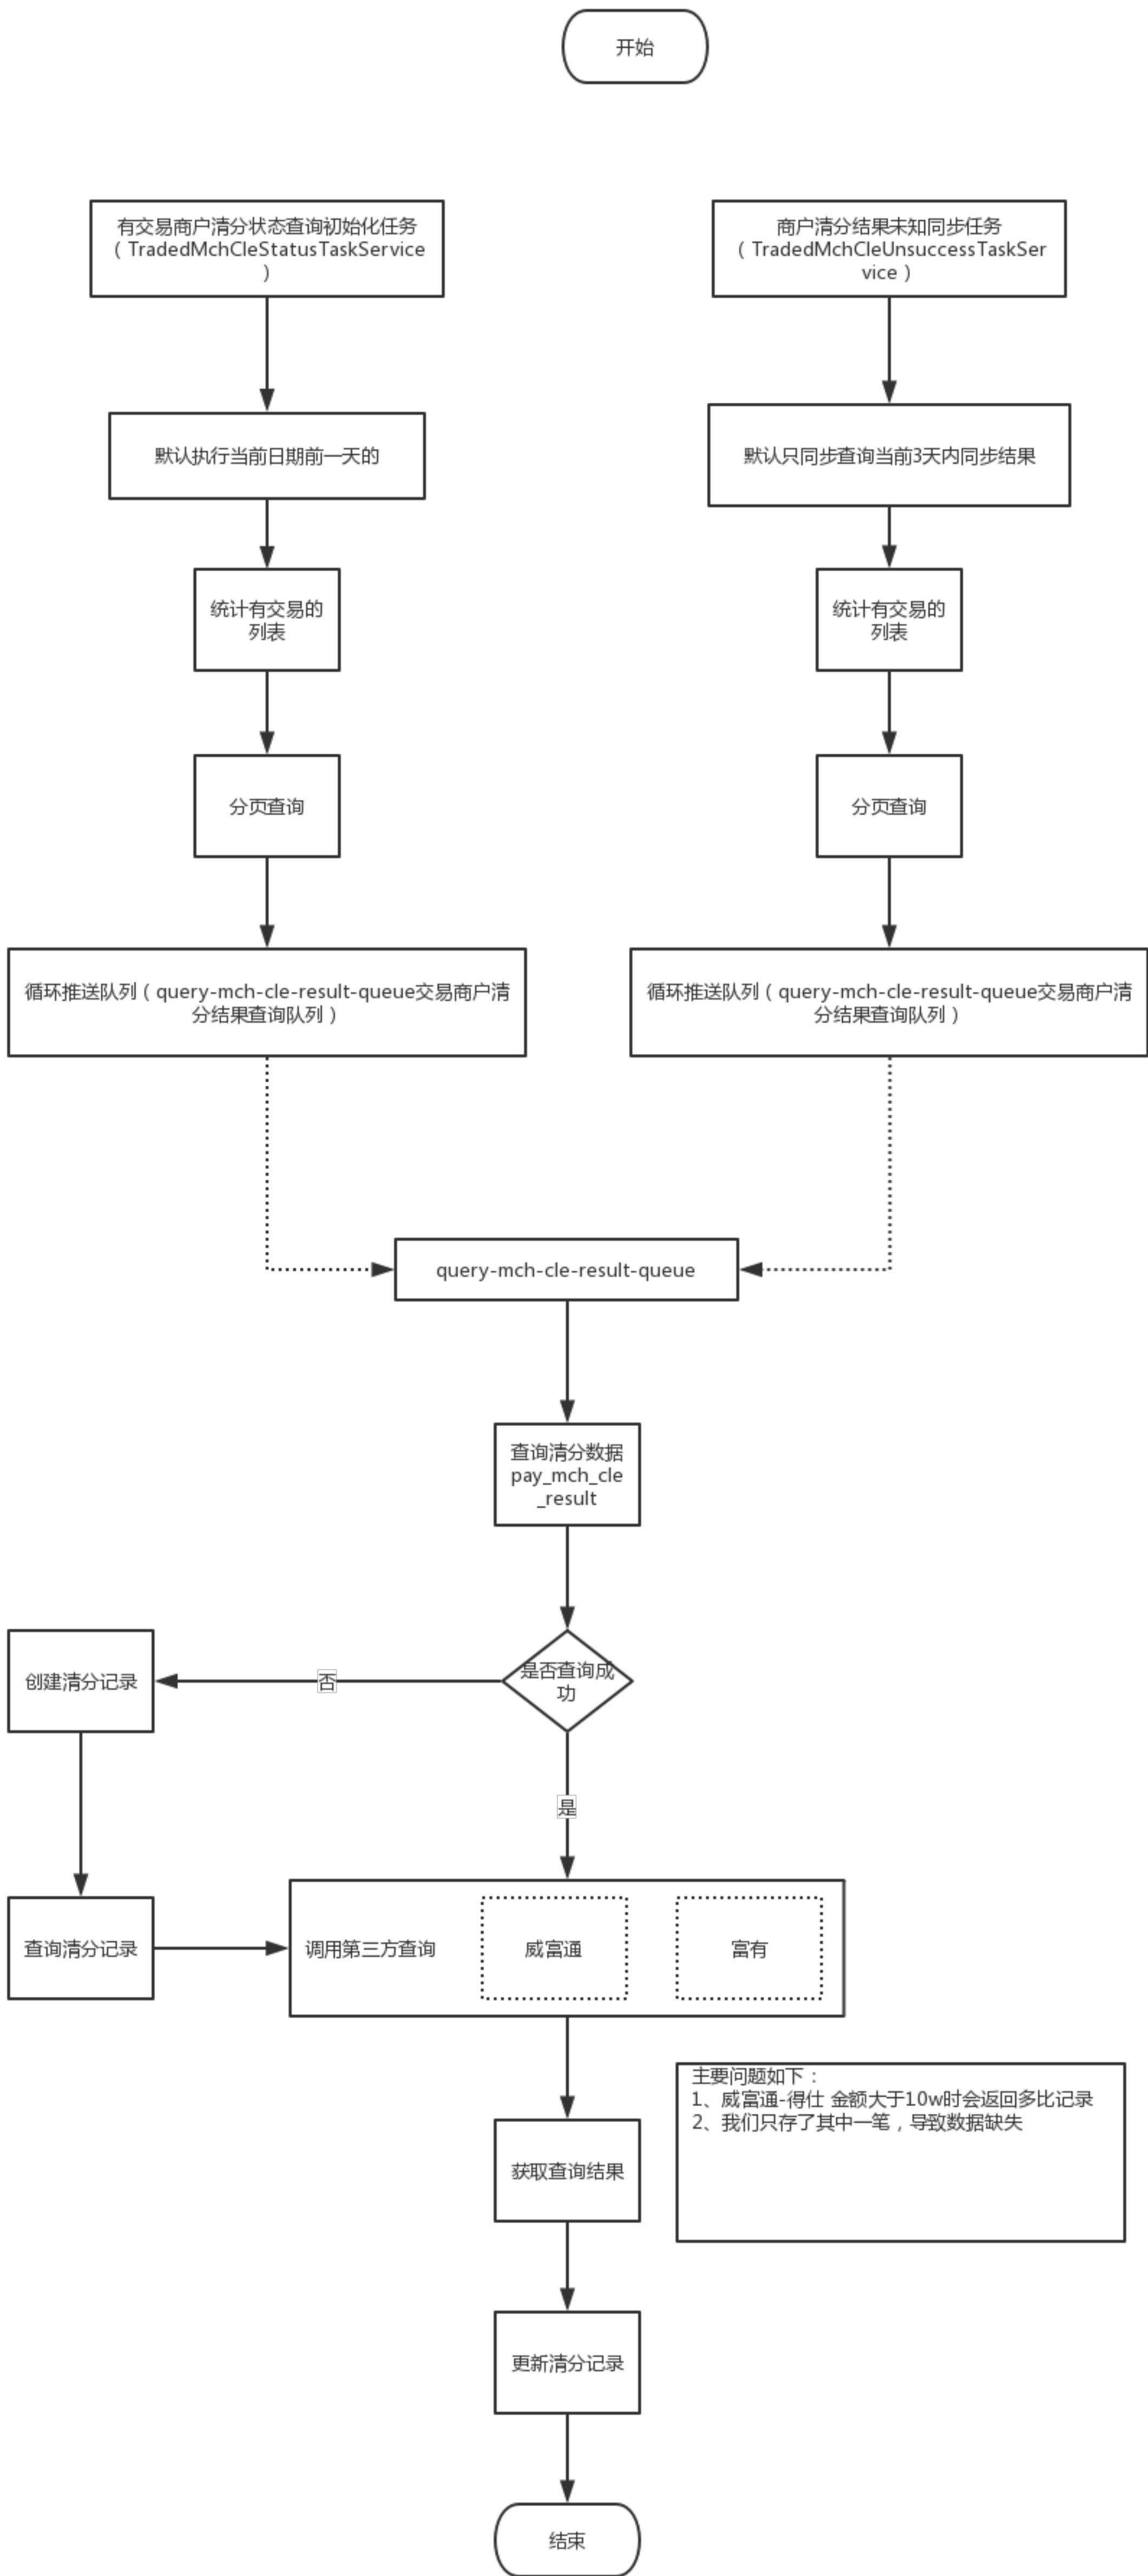 开始
有交易商户清分状态查询初始化任务
（TradedMchCleStatusTaskService
）
商户清分结果未知同步任务
（TradedMchCleUnsuccessTaskSer
vice）
默认执行当前日期前一天的
默认只同步查询当前3天内同步结果
统计有交易的
列表
统计有交易的
列表
分页查询
分页查询
循环推送队列（query-mch-cle-result-queue交易商户清
分结果查询队列）
循环推送队列（query-mch-cle-result-queue交易商户清
分结果查询队列）
query-mch-cle-result-queue
查询清分数据
pay_mch_cle
_result
是否查询成
功
否
创建清分记录
是
查询清分记录
调用第三方查询
威富通
富有
主要问题如下：
1、威富通-得仕 金额大于10w时会返回多比记录
2、我们只存了其中一笔，导致数据缺失
获取查询结果
更新清分记录
结束